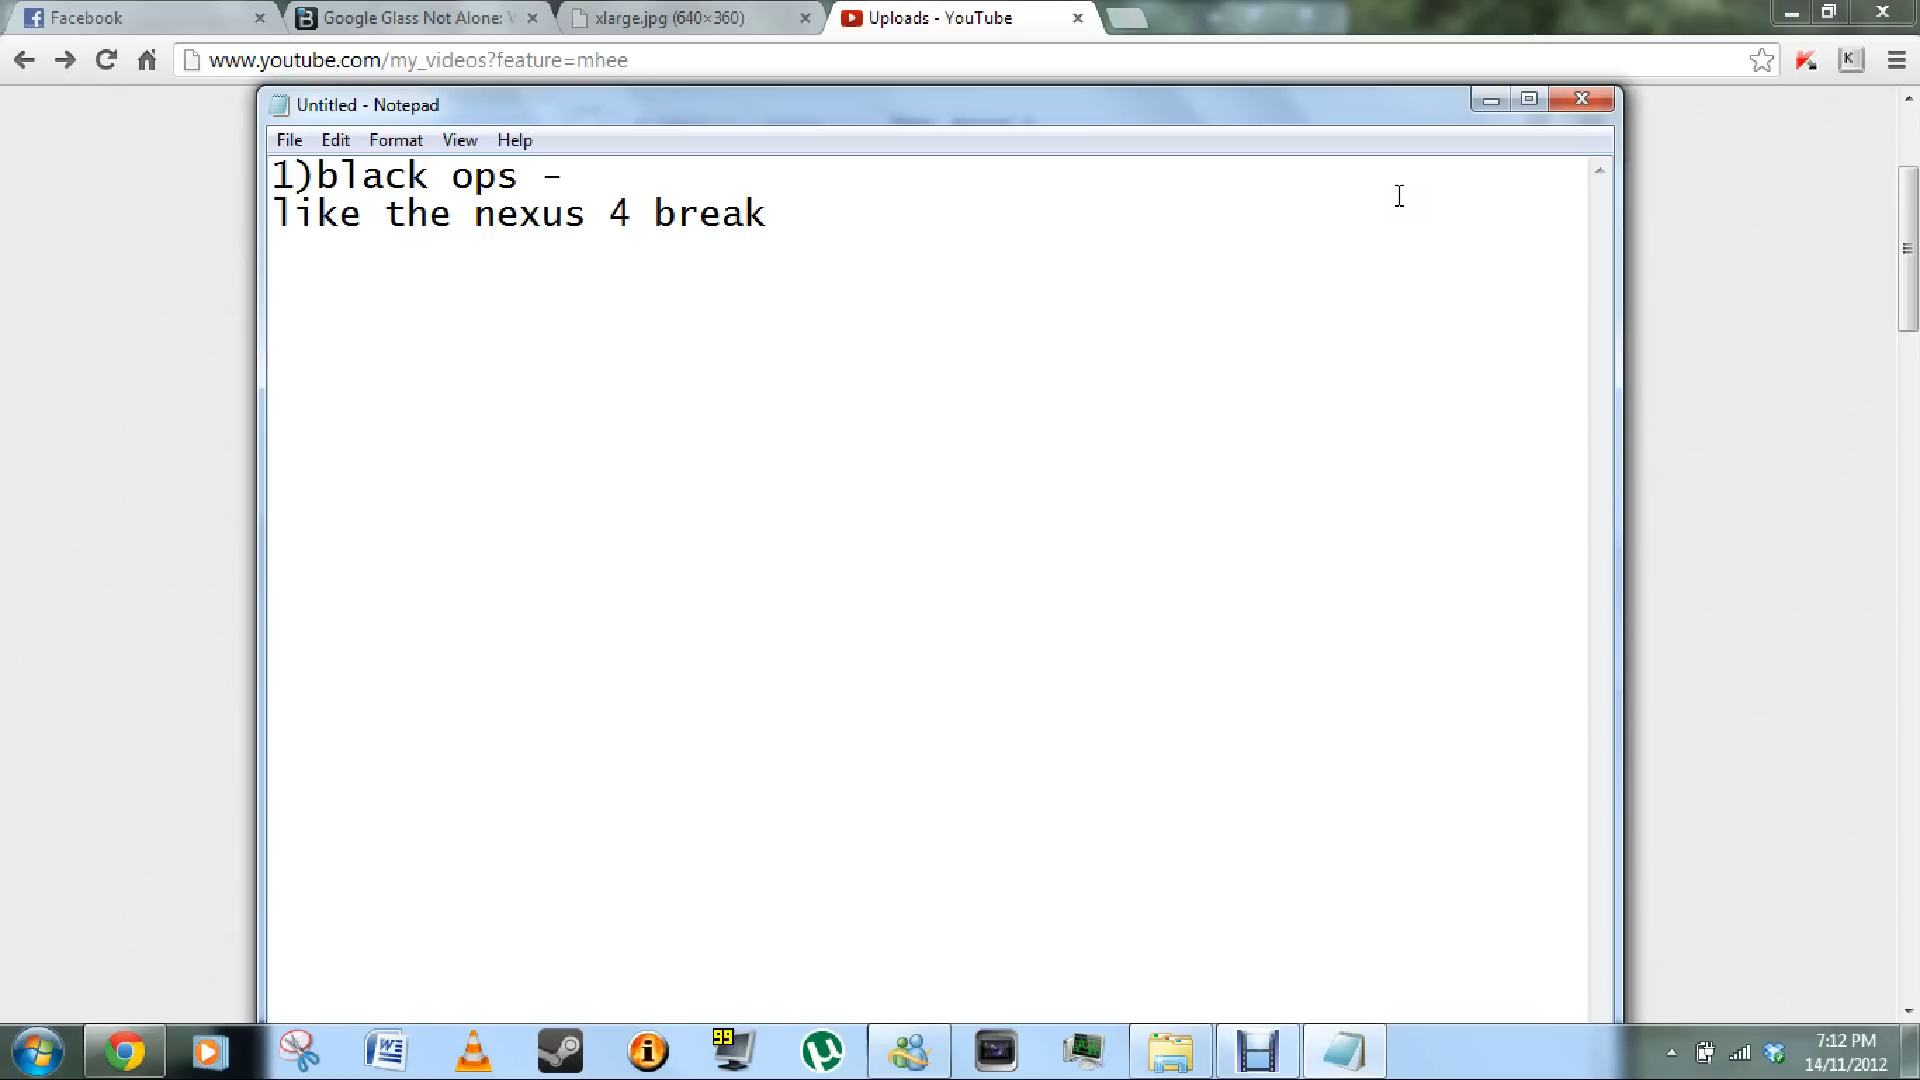 Facebook
Google Glass Not Alone:
xlarge.jpg (640×360)
Uploads - YouTube
www.youtube.com/my_videos?feature=mhee
K
Untitled - Notepad
File Edit Format View Help
1)black ops -
like the nexus 4 break
99
7:12 PM
14/11/2012